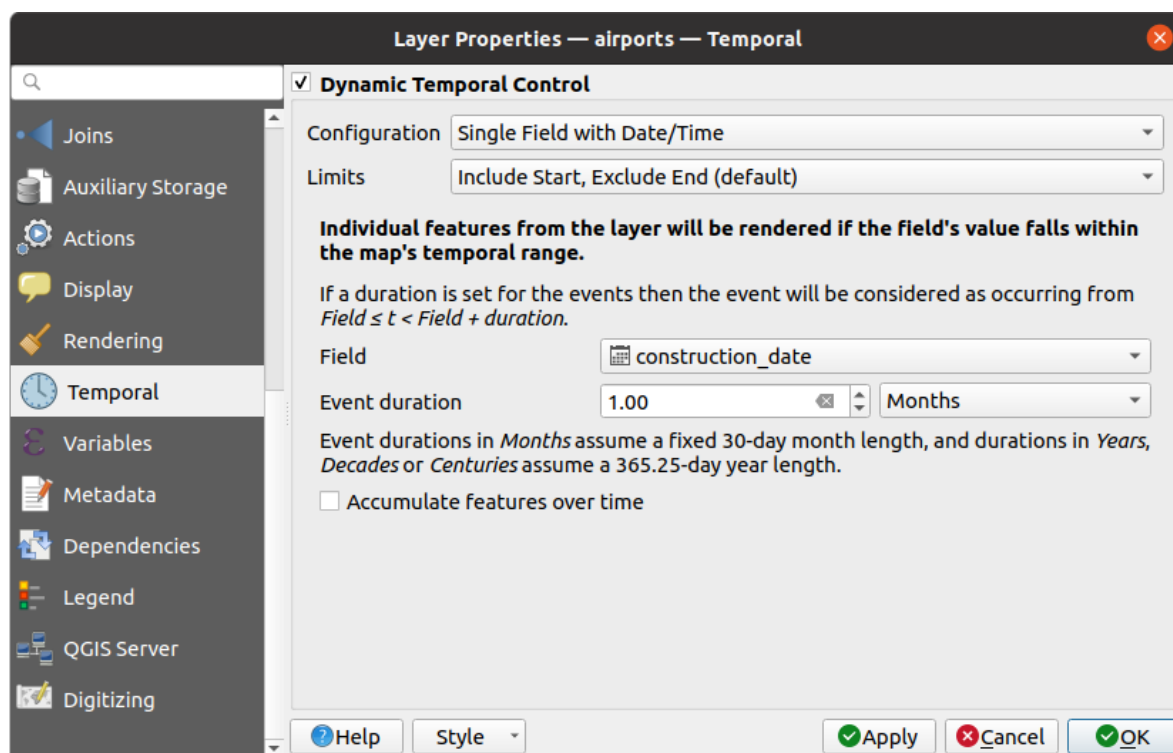 Layer Properties — airports — Temporal
Joins
Auxiliary Storage
Actions
Display
Rendering
Temporal
Variables
Metadata
Dependencies
Legend
QGIS Server
Digitizing
Dynamic Temporal Control
Configuration Single Field with Date/Time
Limits Include Start, Exclude End (default)
Individual features from the layer will be rendered if the field's value falls within
the map's temporal range.
If a duration is set for the events then the event will be considered as occurring from
Field ≤ t < Field + duration.
Field construction_date
Event duration 1.00 Months
Event durations in Months assume a fixed 30-day month length, and durations in Years,
Decades or Centuries assume a 365.25-day year length.
Accumulate features over time
Help Style Apply Cancel OK